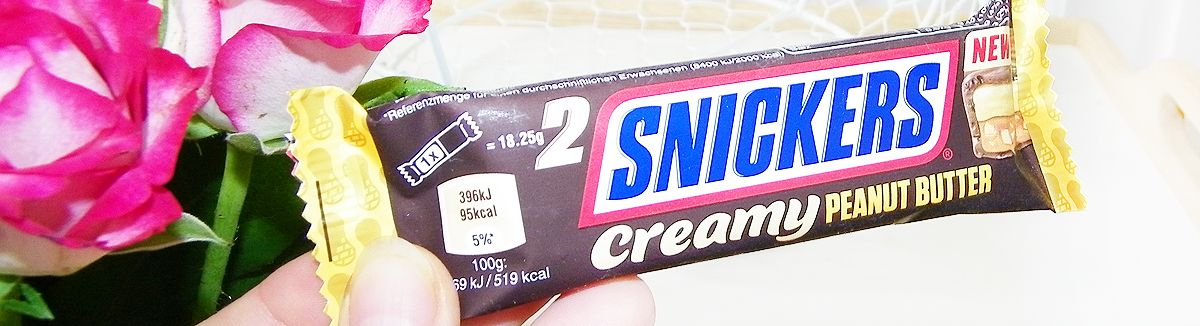 *Referenzmenge für einen durchschnittlichen Erwachsenen (8400 kJ/2000 kcal)
1x = 18.25g
2 SNICKERS®
NEW
creamy PEANUT BUTTER
396kJ
95kcal
5%*
100g:
69 kJ / 519 kcal